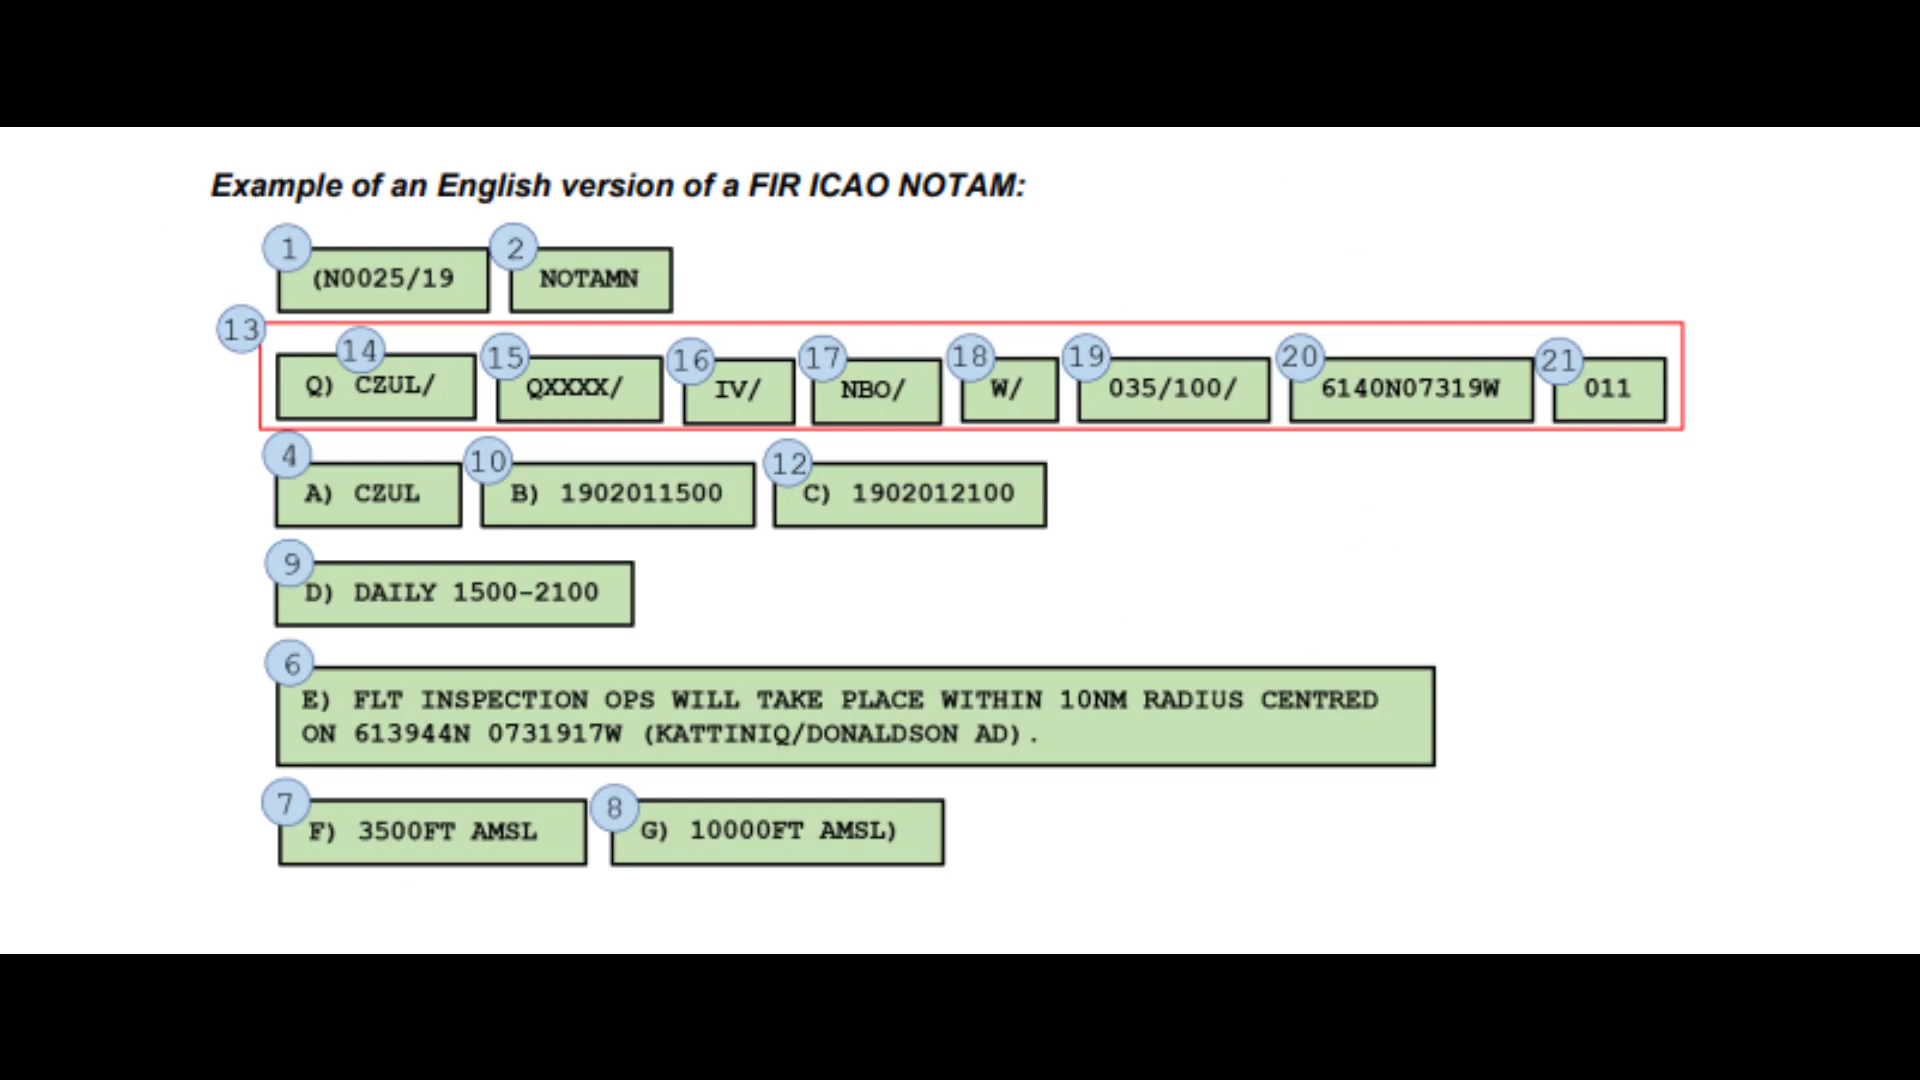 Example of an English version of a FIR ICAO NOTAM:
1 (N0025/19 2 NOTAMN
13 14 Q) CZUL/ 15 QXXXX/ 16 IV/ 17 NBO/ 18 W/ 19 035/100/ 20 6140N07319W 21 011
4 A) CZUL 10 B) 1902011500 12 C) 1902012100
9 D) DAILY 1500-2100
6 E) FLT INSPECTION OPS WILL TAKE PLACE WITHIN 10NM RADIUS CENTRED
ON 613944N 0731917W (KATTINIQ/DONALDSON AD).
7 F) 3500FT AMSL 8 G) 10000FT AMSL)